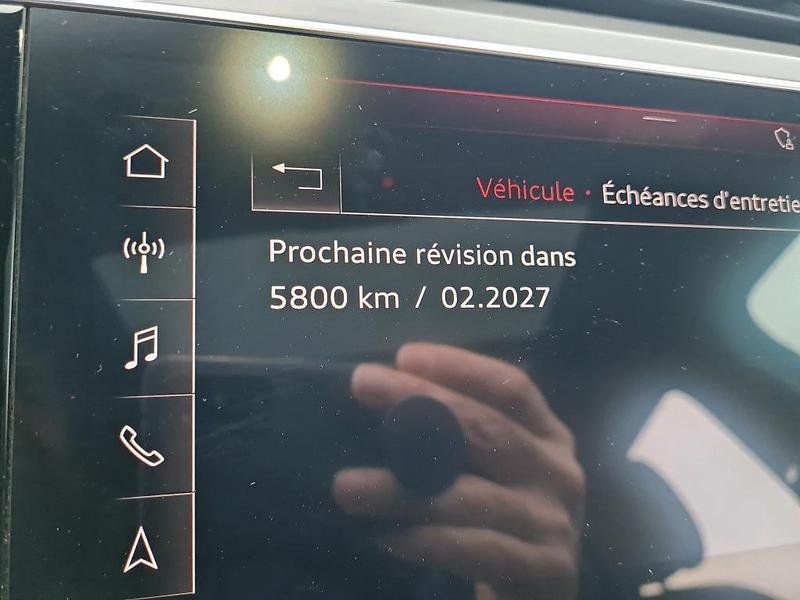 Véhicule · Échéances d'entretie
Prochaine révision dans
5800 km / 02.2027